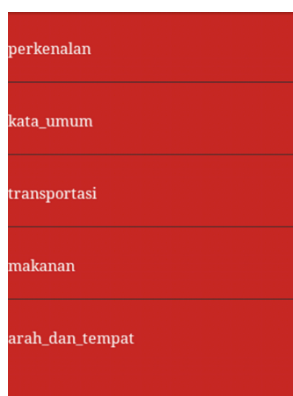 perkenalan
kata_umum
transportasi
makanan
arah_dan_tempat